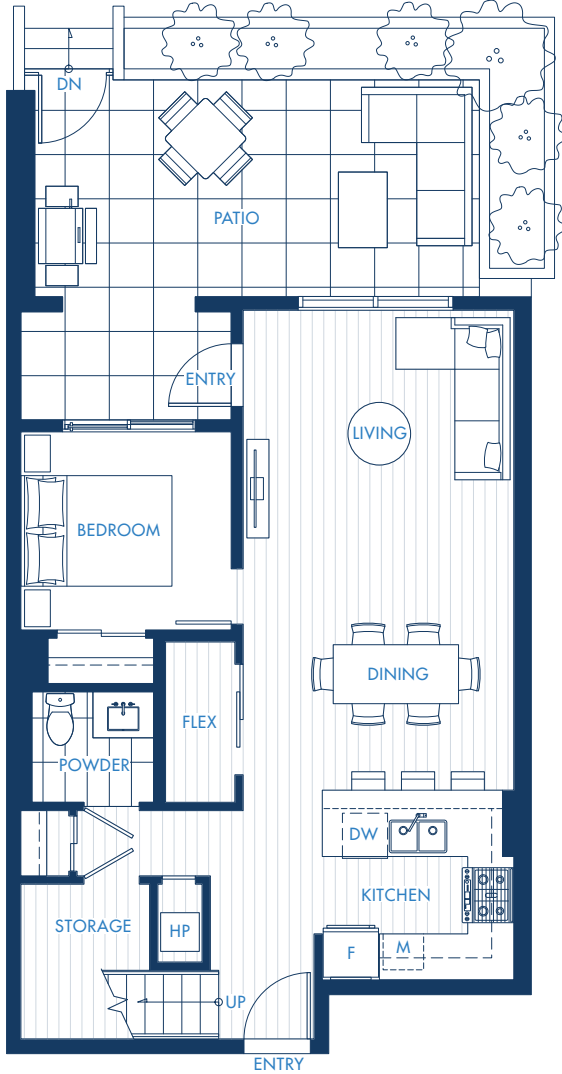 DN
PATIO
ENTRY
LIVING
BEDROOM
DINING
FLEX
POWDER
DW
KITCHEN
STORAGE
HP
F
M
UP
ENTRY